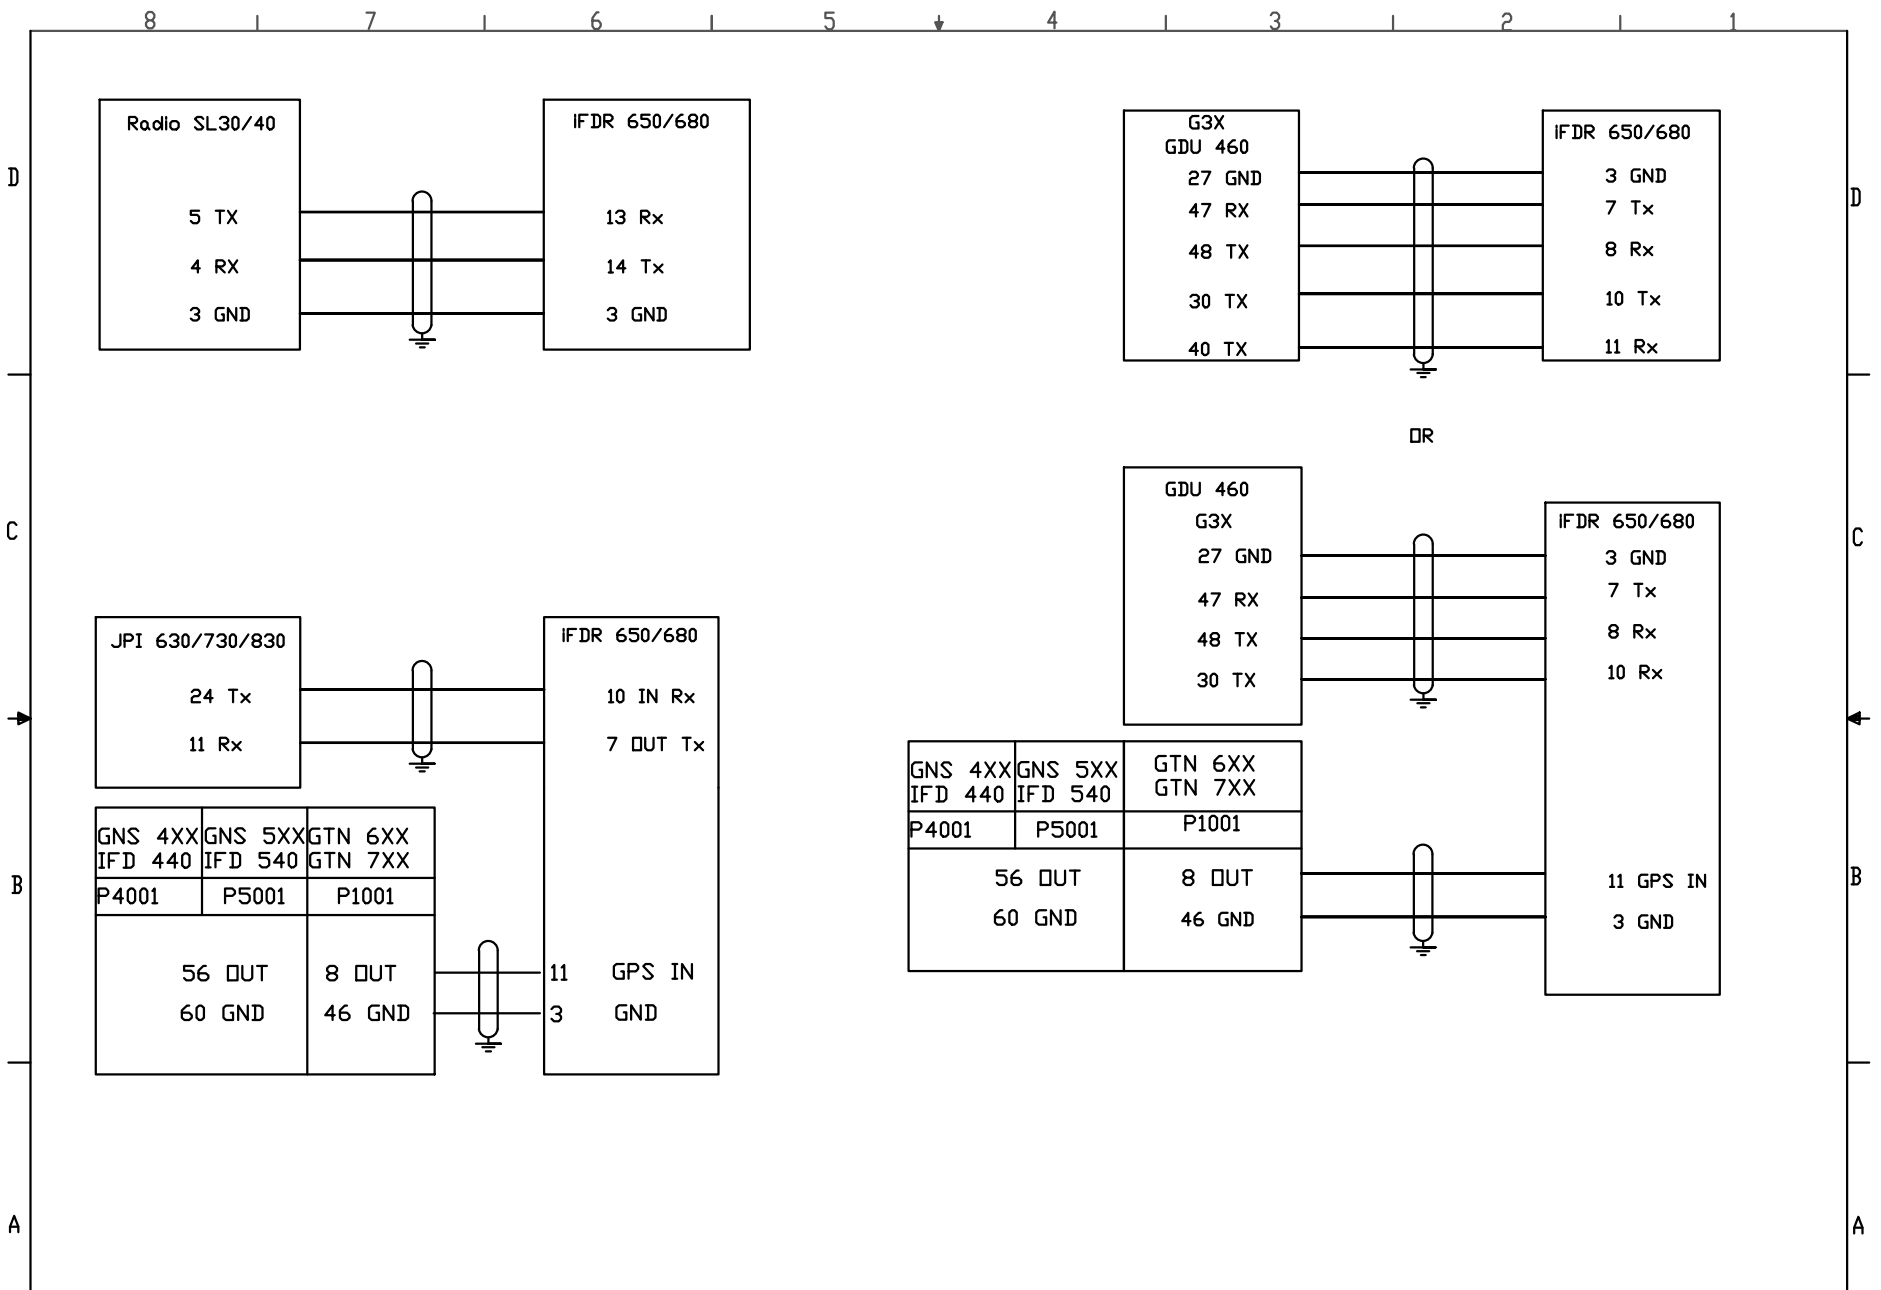 8 7 6 5 4 3 2 1
D
D
Radio SL30/40
5 TX
4 RX
3 GND
IFDR 650/680
13 Rx
14 Tx
3 GND
G3X
GDU 460
27 GND
47 RX
48 TX
30 TX
40 TX
IFDR 650/680
3 GND
7 Tx
8 Rx
10 Tx
11 Rx
OR
C
C
GDU 460
G3X
27 GND
47 RX
48 TX
30 TX
IFDR 650/680
3 GND
7 Tx
8 Rx
10 Rx
11 GPS IN
3 GND
JPI 630/730/830
24 Tx
11 Rx
IFDR 650/680
10 IN Rx
7 OUT Tx
11 GPS IN
3 GND
GNS 4XX
IFD 440
GNS 5XX
IFD 540
GTN 6XX
GTN 7XX
P4001
P5001
P1001
56 OUT
8 OUT
60 GND
46 GND
GNS 4XX
IFD 440
GNS 5XX
IFD 540
GTN 6XX
GTN 7XX
P4001
P5001
P1001
56 OUT
8 OUT
60 GND
46 GND
B
B
A
A